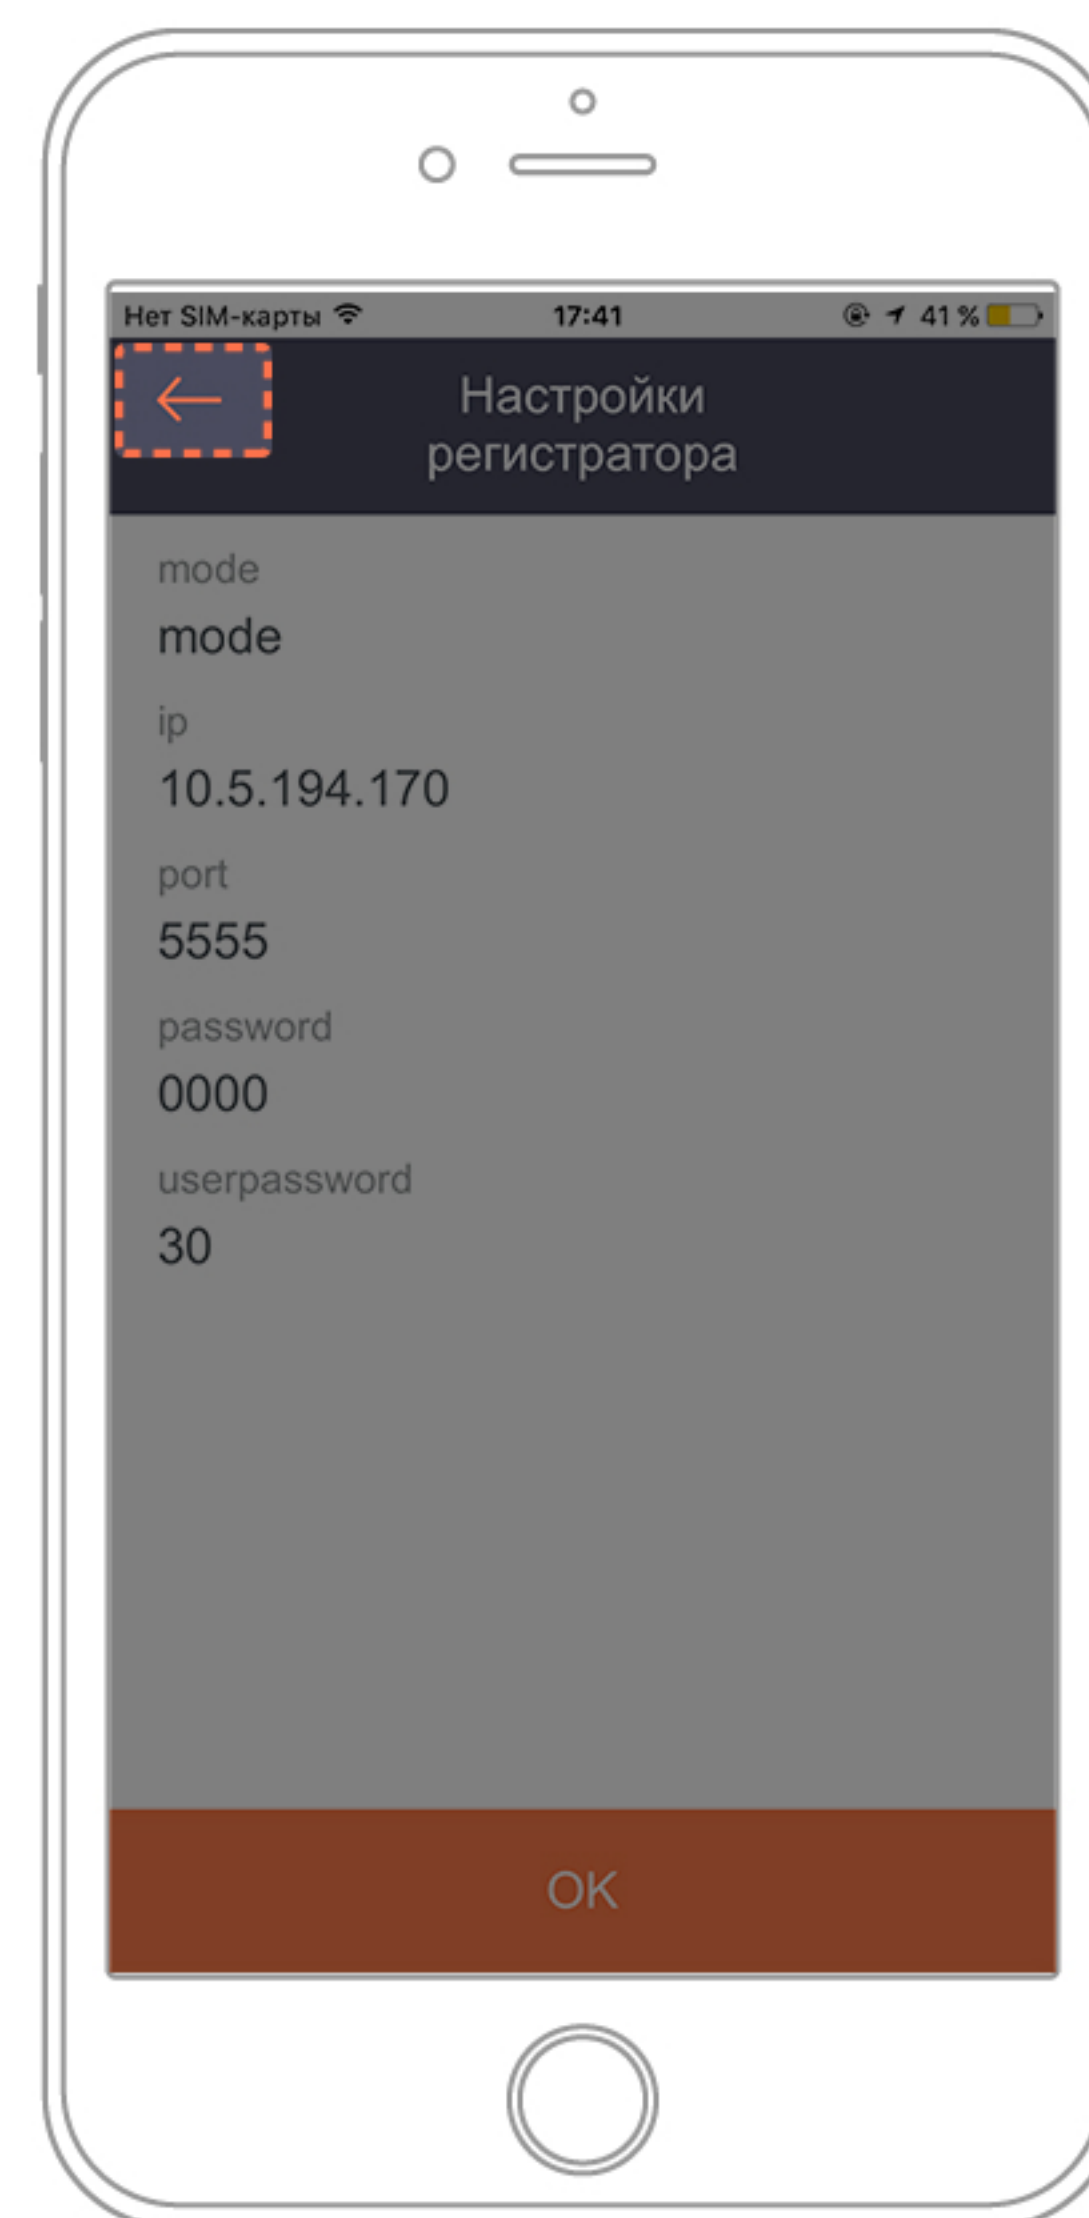 Нет SIM-карты 17:41 41 %
Настройки
регистратора
mode
mode
ip
10.5.194.170
port
5555
password
0000
userpassword
30
OK